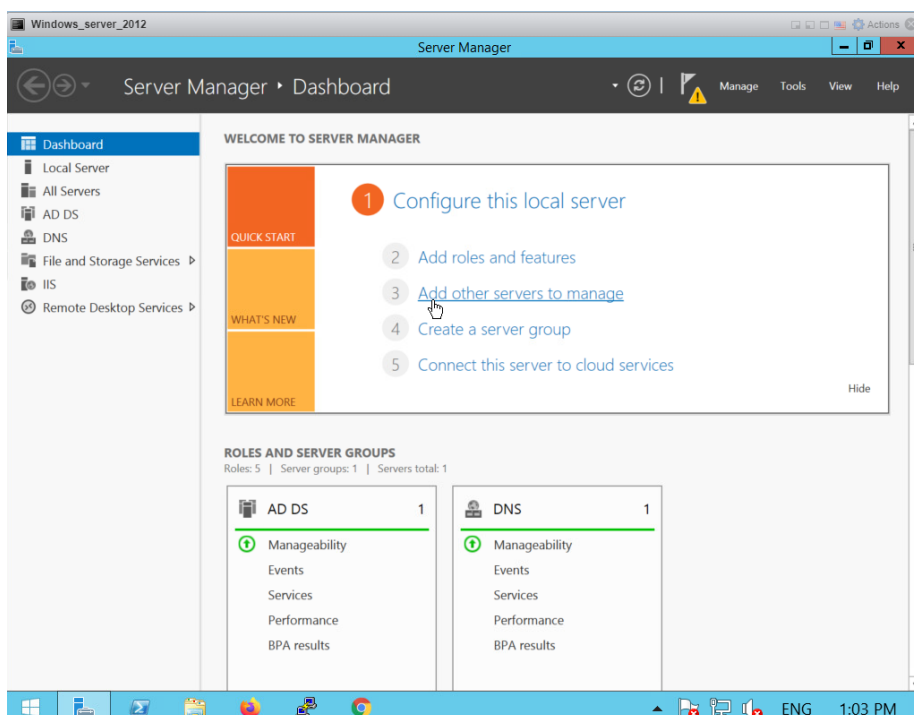 Windows_server_2012
Actions
Server Manager
Server Manager ‣ Dashboard
Manage Tools View Help
Dashboard
Local Server
All Servers
AD DS
DNS
File and Storage Services
IIS
Remote Desktop Services
WELCOME TO SERVER MANAGER
QUICK START
WHAT'S NEW
LEARN MORE
1 Configure this local server
2 Add roles and features
3 Add other servers to manage
4 Create a server group
5 Connect this server to cloud services
Hide
ROLES AND SERVER GROUPS
Roles: 5 | Server groups: 1 | Servers total: 1
AD DS 1
Manageability
Events
Services
Performance
BPA results
DNS 1
Manageability
Events
Services
Performance
BPA results
ENG 1:03 PM